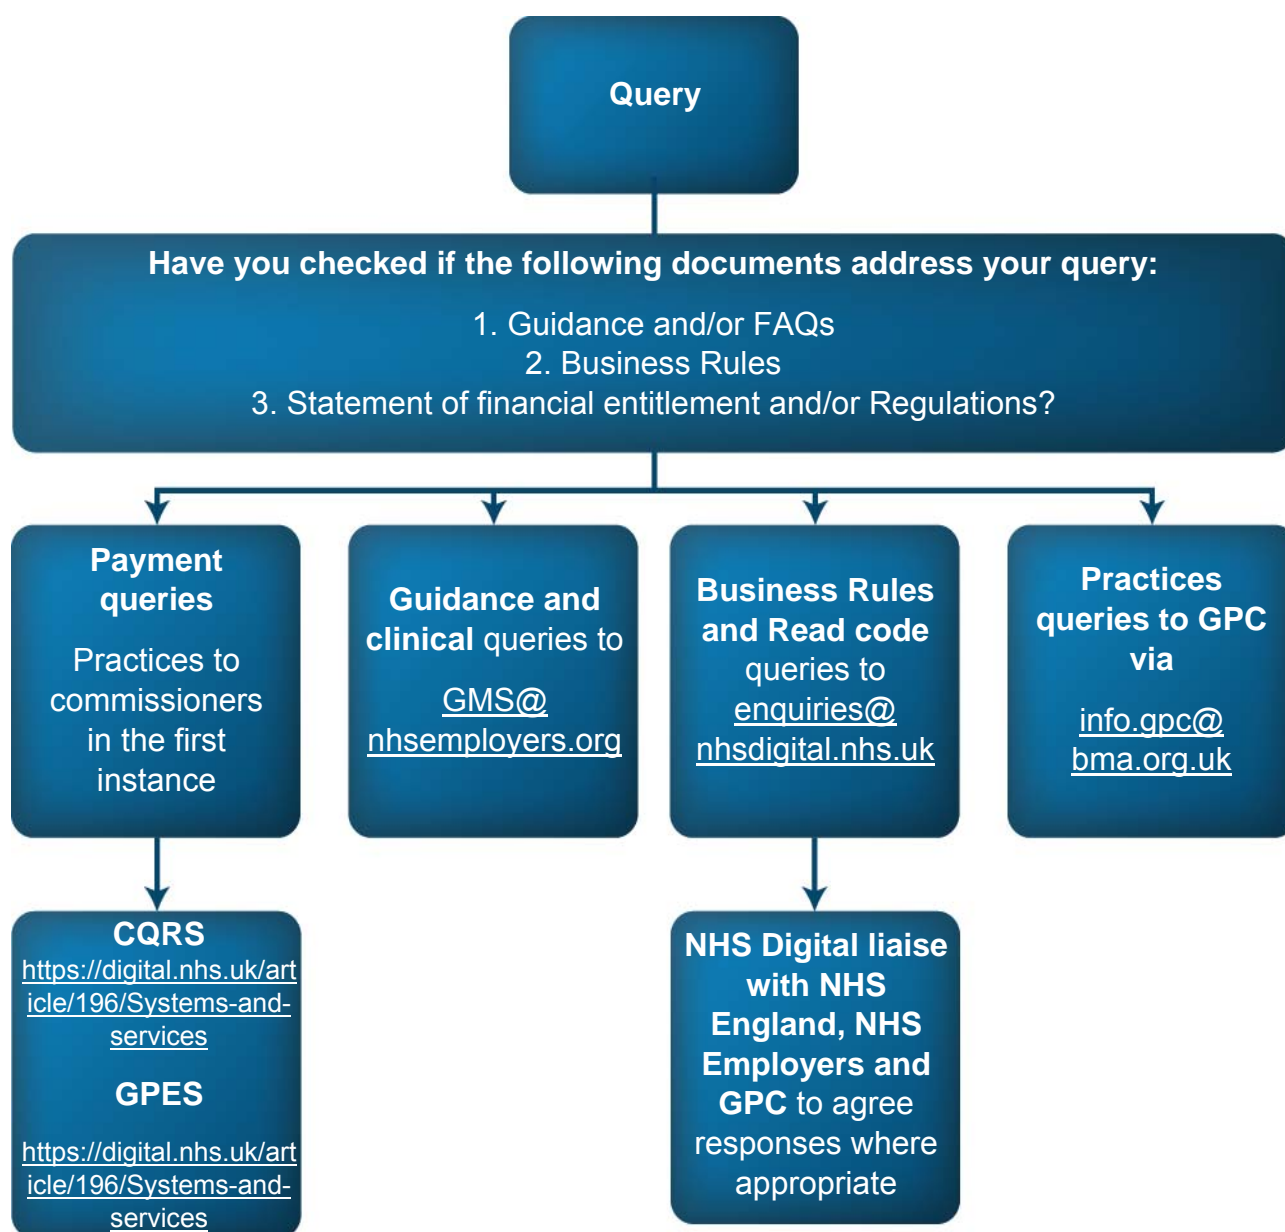 Query
Have you checked if the following documents address your query:
1. Guidance and/or FAQs
2. Business Rules
3. Statement of financial entitlement and/or Regulations?
Payment
queries
Practices to
commissioners
in the first
instance
Guidance and
clinical queries to
GMS@
nhsemployers.org
Business Rules
and Read code
queries to
enquiries@
nhsdigital.nhs.uk
Practices
queries to GPC
via
info.gpc@
bma.org.uk
CQRS
https://digital.nhs.uk/art
icle/196/Systems-and-
services
GPES
https://digital.nhs.uk/art
icle/196/Systems-and-
services
NHS Digital liaise
with NHS
England, NHS
Employers and
GPC to agree
responses where
appropriate